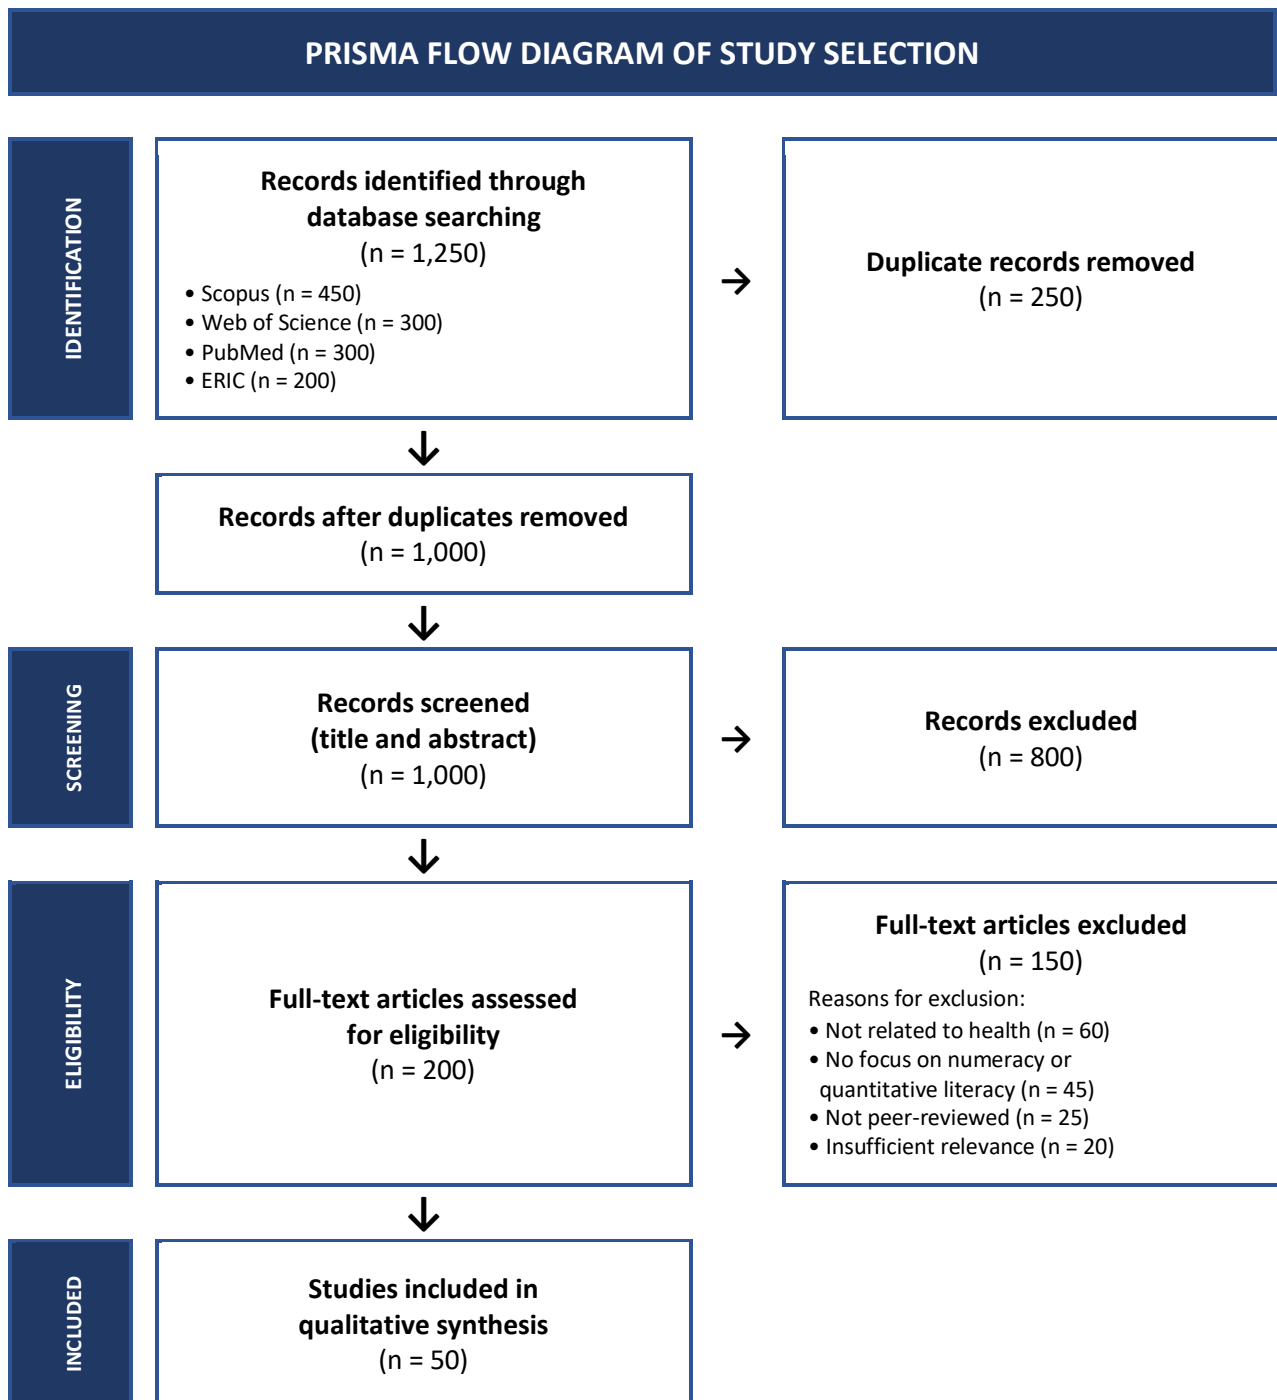 PRISMA FLOW DIAGRAM OF STUDY SELECTION
IDENTIFICATION
Records identified through
database searching
(n = 1,250)
• Scopus (n = 450)
• Web of Science (n = 300)
• PubMed (n = 300)
• ERIC (n = 200)
→
Duplicate records removed
(n = 250)
↓
Records after duplicates removed
(n = 1,000)
↓
SCREENING
Records screened
(title and abstract)
(n = 1,000)
→
Records excluded
(n = 800)
↓
ELIGIBILITY
Full-text articles assessed
for eligibility
(n = 200)
→
Full-text articles excluded
(n = 150)
Reasons for exclusion:
• Not related to health (n = 60)
• No focus on numeracy or
quantitative literacy (n = 45)
• Not peer-reviewed (n = 25)
• Insufficient relevance (n = 20)
↓
INCLUDED
Studies included in
qualitative synthesis
(n = 50)